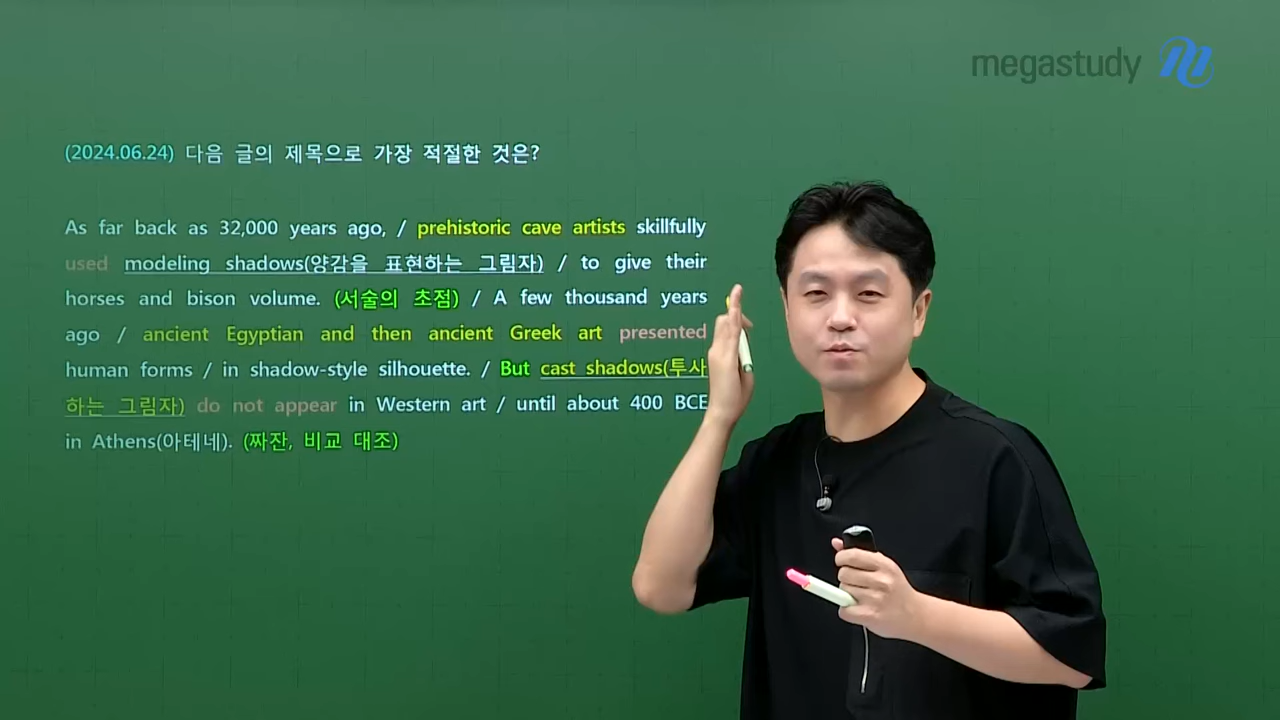 megastudy
(2024.06.24) 다음 글의 제목으로 가장 적절한 것은?
As far back as 32,000 years ago, / prehistoric cave artists skillfully
used modeling shadows(양감을 표현하는 그림자) / to give their
horses and bison volume. (서술의 초점) / A few thousand years
ago / ancient Egyptian and then ancient Greek art presented
human forms / in shadow-style silhouette. / But cast shadows(투사
하는 그림자) do not appear in Western art / until about 400 BCE
in Athens(아테네). (짜잔, 비교 대조)